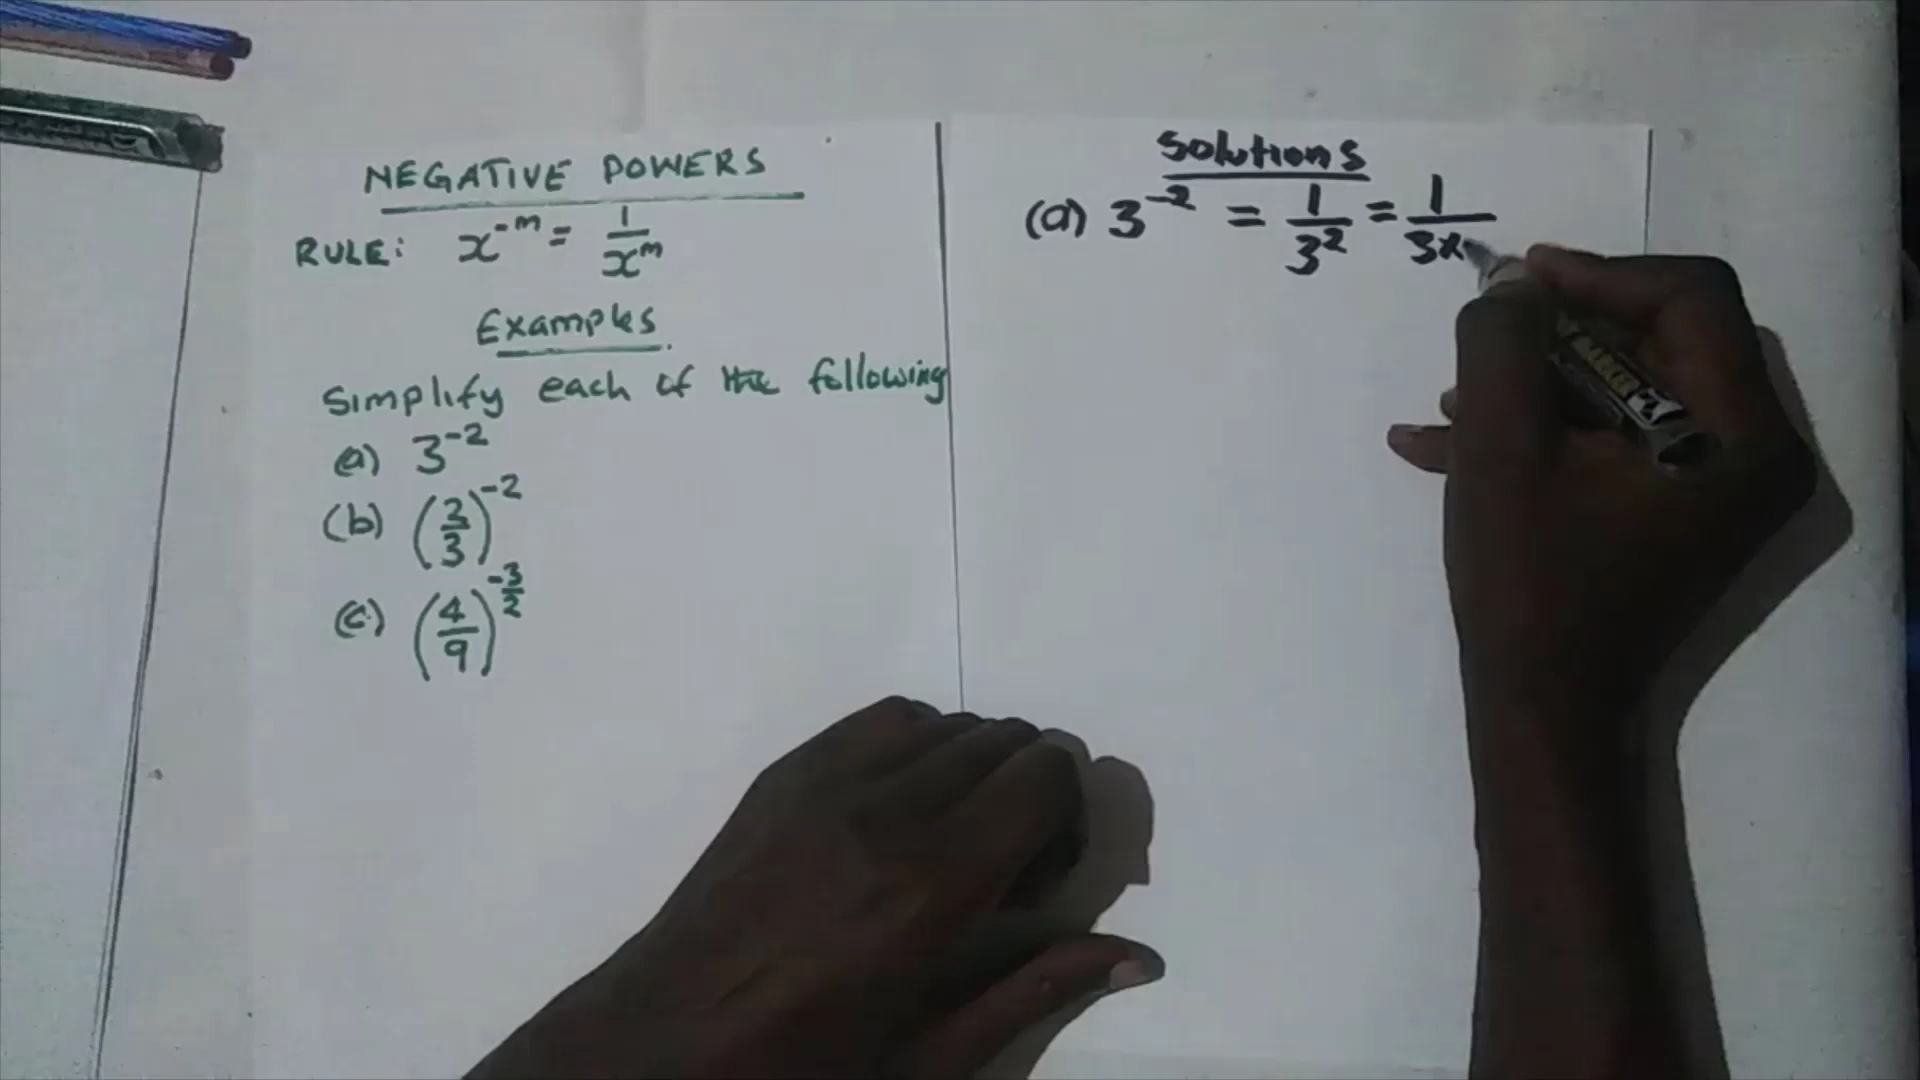 NEGATIVE POWERS
RULE: x^-m = 1/x^m
Examples
Simplify each of the following
(a) 3^-2
(b) (2/3)^-2
(c) (4/9)^-3/2
Solutions
(a) 3^-2 = 1/3^2 = 1/3x